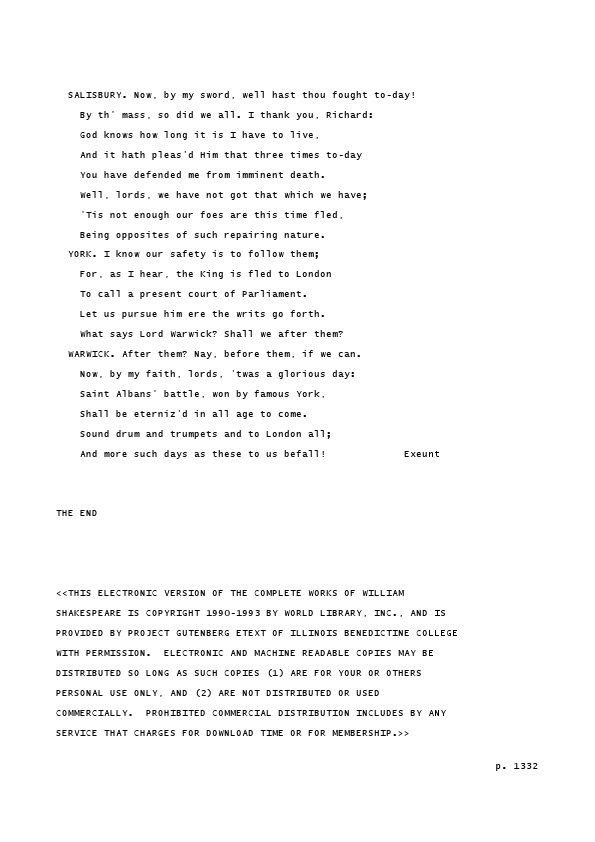 SALISBURY. Now, by my sword, well hast thou fought to-day!
By th' mass, so did we all. I thank you, Richard:
God knows how long it is I have to live,
And it hath pleas'd Him that three times to-day
You have defended me from imminent death.
Well, lords, we have not got that which we have;
'Tis not enough our foes are this time fled,
Being opposites of such repairing nature.
YORK. I know our safety is to follow them;
For, as I hear, the King is fled to London
To call a present court of Parliament.
Let us pursue him ere the writs go forth.
What says Lord Warwick? Shall we after them?
WARWICK. After them? Nay, before them, if we can.
Now, by my faith, lords, 'twas a glorious day:
Saint Albans' battle, won by famous York,
Shall be eterniz'd in all age to come.
Sound drum and trumpets and to London all;
And more such days as these to us befall! Exeunt
THE END
<<THIS ELECTRONIC VERSION OF THE COMPLETE WORKS OF WILLIAM
SHAKESPEARE IS COPYRIGHT 1990-1993 BY WORLD LIBRARY, INC., AND IS
PROVIDED BY PROJECT GUTENBERG ETEXT OF ILLINOIS BENEDICTINE COLLEGE
WITH PERMISSION. ELECTRONIC AND MACHINE READABLE COPIES MAY BE
DISTRIBUTED SO LONG AS SUCH COPIES (1) ARE FOR YOUR OR OTHERS
PERSONAL USE ONLY, AND (2) ARE NOT DISTRIBUTED OR USED
COMMERCIALLY. PROHIBITED COMMERCIAL DISTRIBUTION INCLUDES BY ANY
SERVICE THAT CHARGES FOR DOWNLOAD TIME OR FOR MEMBERSHIP.>>
p. 1332